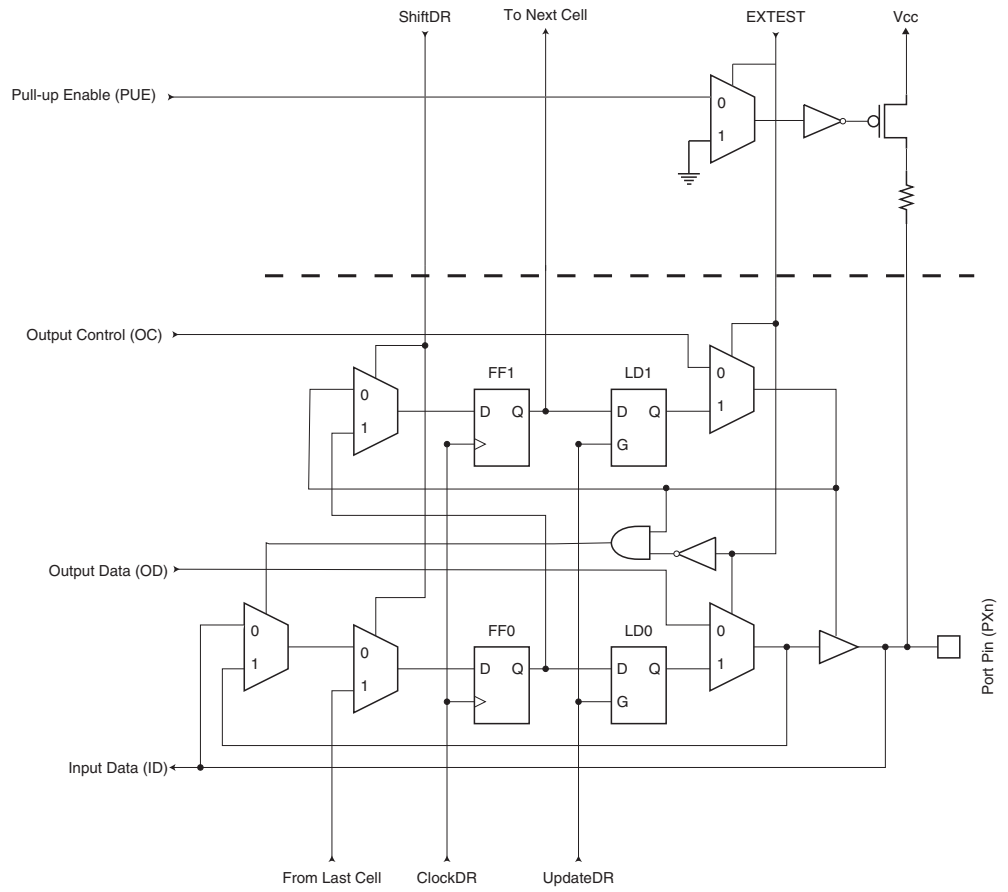 ShiftDR
To Next Cell
EXTEST
Vcc
Pull-up Enable (PUE)
0
1
Output Control (OC)
FF1
LD1
0
1
D Q
D Q
G
0
1
Output Data (OD)
FF0
LD0
0
1
0
1
D Q
D Q
G
0
1
Port Pin (PXn)
Input Data (ID)
From Last Cell
ClockDR
UpdateDR